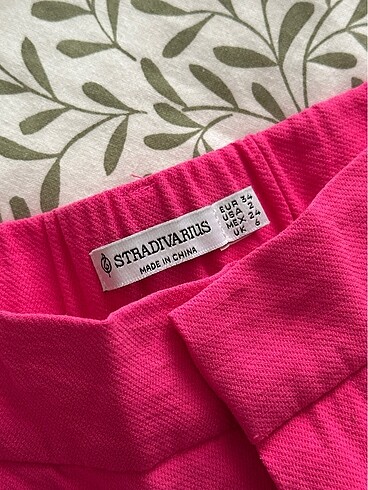 STRADIVARIUS
MADE IN CHINA
EUR 34
USA 2
MEX 24
UK 6